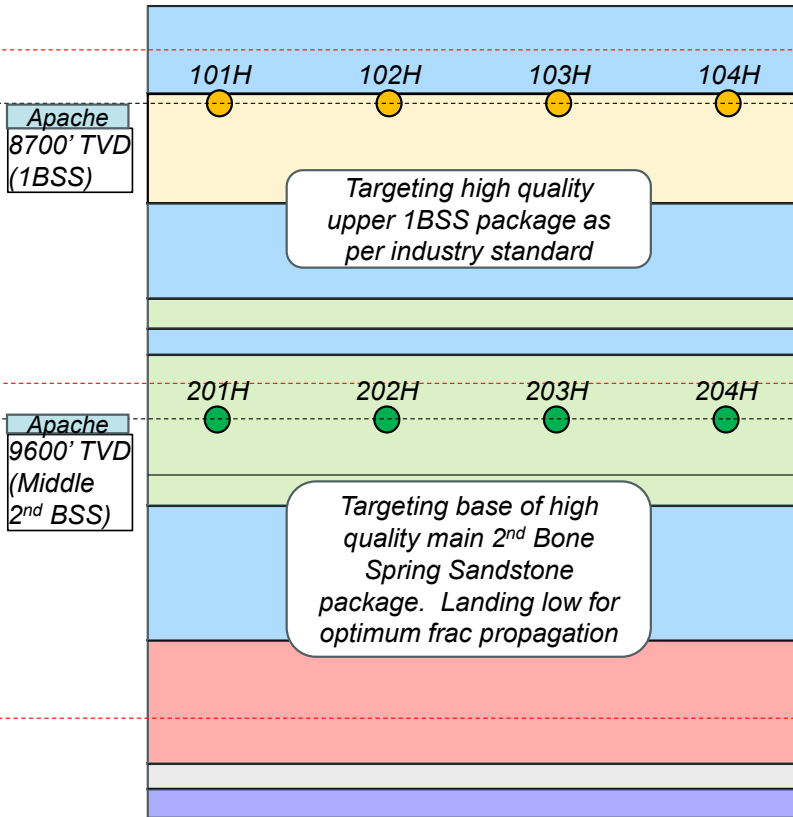 101H 102H 103H 104H
Apache
8700’ TVD
(1BSS)
Targeting high quality
upper 1BSS package as
per industry standard
201H 202H 203H 204H
Apache
9600’ TVD
(Middle
2nd BSS)
Targeting base of high
quality main 2nd Bone
Spring Sandstone
package. Landing low for
optimum frac propagation